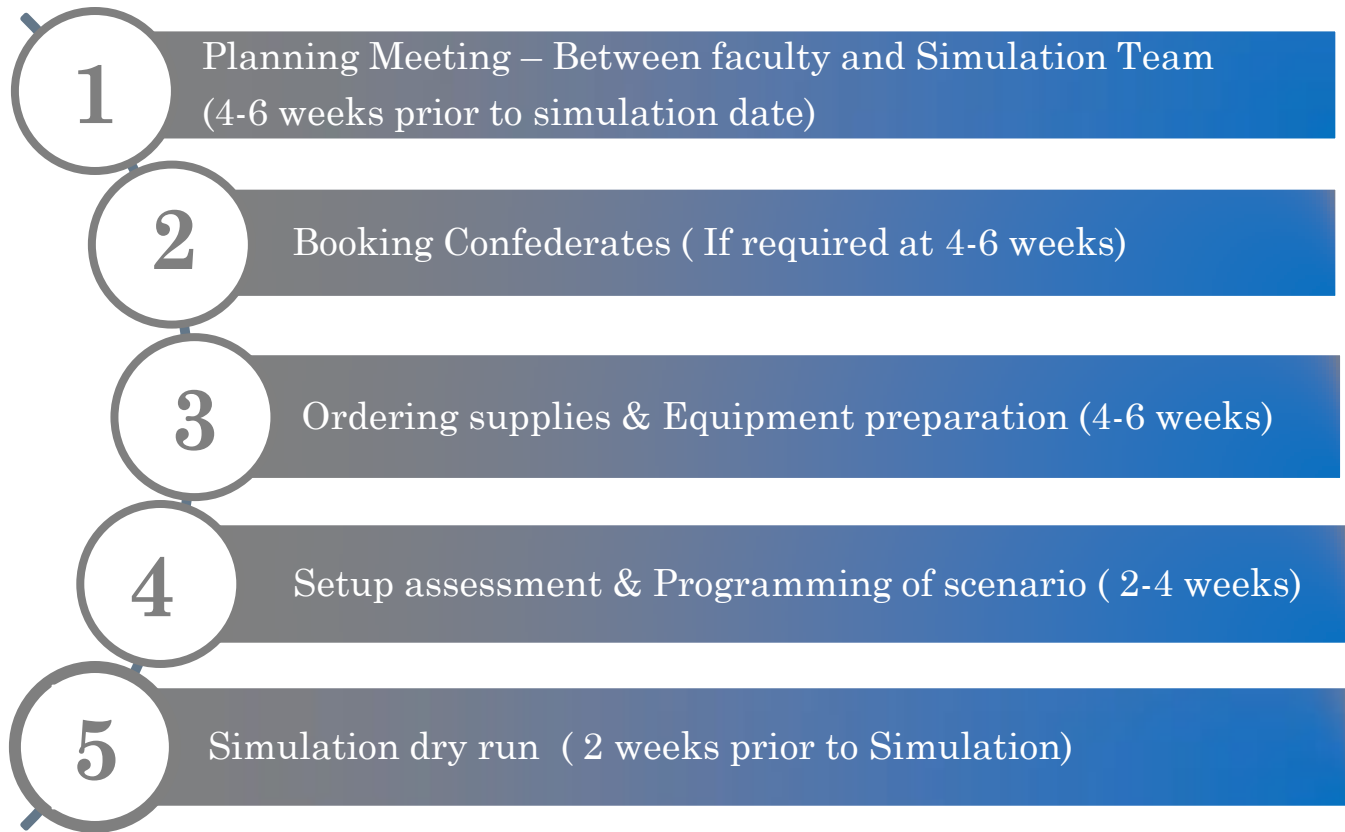 1
Planning Meeting – Between faculty and Simulation Team
(4-6 weeks prior to simulation date)
2
Booking Confederates ( If required at 4-6 weeks)
3
Ordering supplies & Equipment preparation (4-6 weeks)
4
Setup assessment & Programming of scenario ( 2-4 weeks)
5
Simulation dry run ( 2 weeks prior to Simulation)